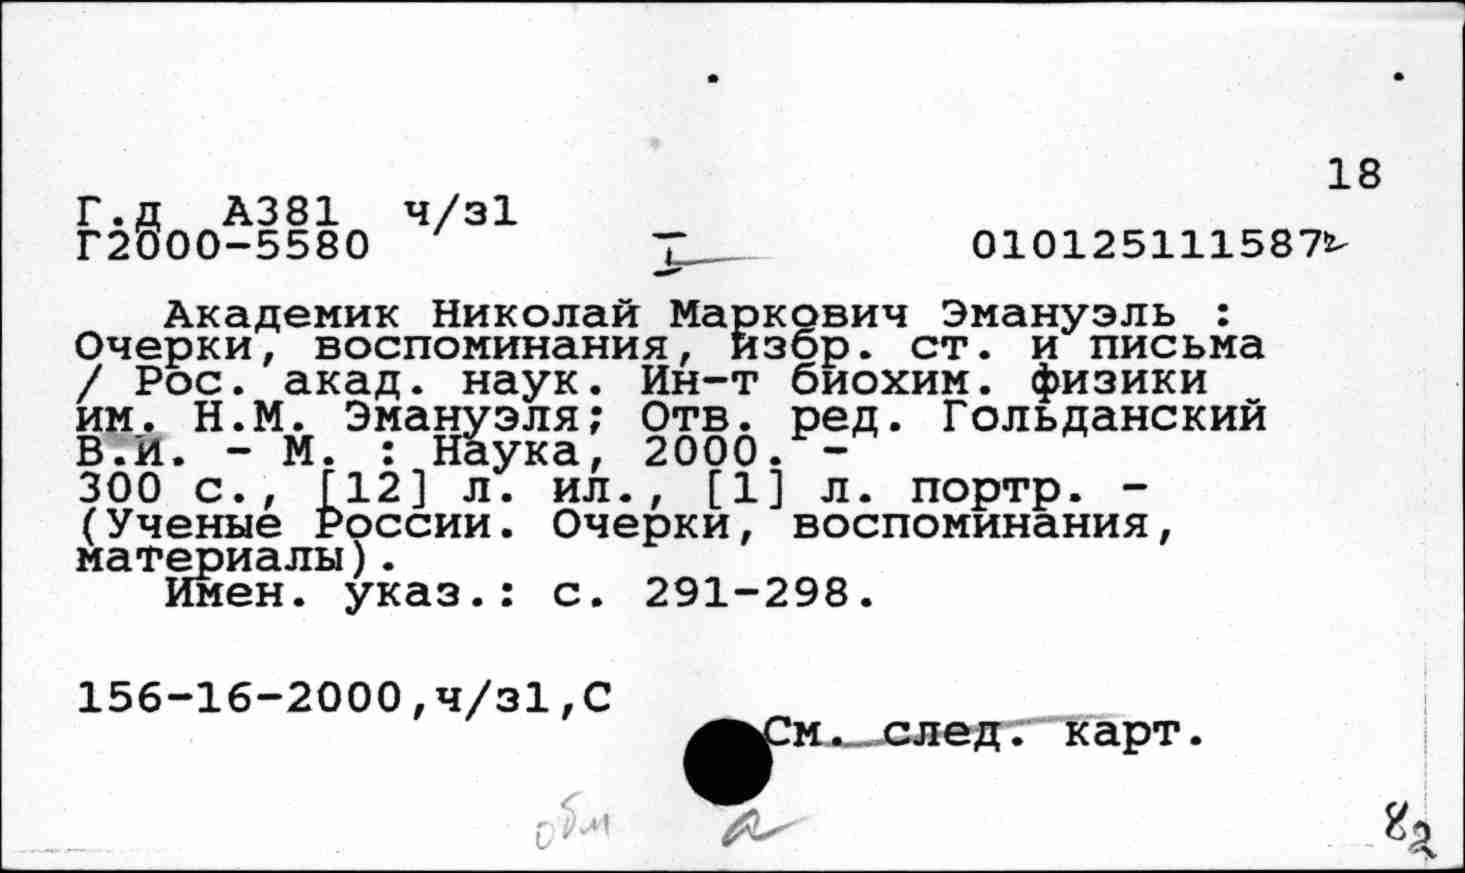 18
Г.д А381 ч/з1
Г2000-5580 I 010125111587
Академик Николай Маркович Эмануэль :
Очерки, воспоминания, избр. ст. и письма
/ Рос. акад. наук. Ин-т биохим. физики
им. Н.М. Эмануэля; Отв. ред. Гольданский
В.И. - М. : Наука, 2000. -
300 с., [12] л. ил., [1] л. портр. -
(Ученые России. Очерки, воспоминания,
материалы).
Имен. указ.: с. 291-298.
156-16-2000,ч/з1,С
См. след. карт.